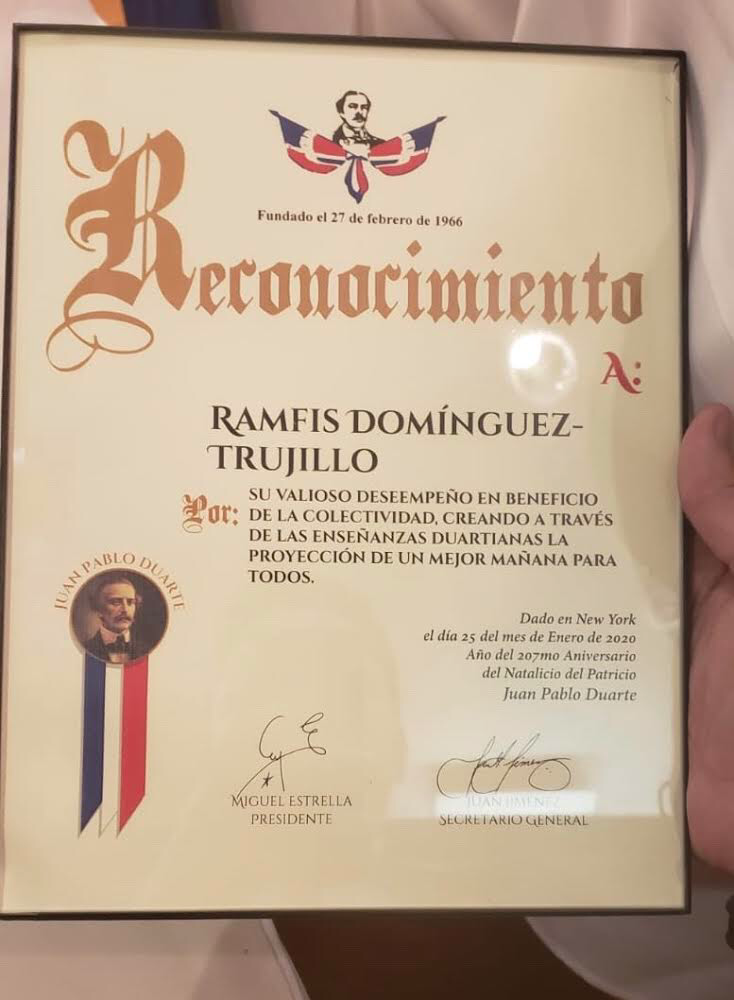 Fundado el 27 de febrero de 1966
Reconocimiento
A:
RAMFIS DOMÍNGUEZ-
TRUJILLO
Por: SU VALIOSO DESEEMPEÑO EN BENEFICIO
DE LA COLECTIVIDAD, CREANDO A TRAVÉS
DE LAS ENSEÑANZAS DUARTIANAS LA
PROYECCIÓN DE UN MEJOR MAÑANA PARA
TODOS.
JUAN PABLO DUARTE
Dado en New York
el día 25 del mes de Enero de 2020
Año del 207mo Aniversario
del Natalicio del Patricio
Juan Pablo Duarte
MIGUEL ESTRELLA
PRESIDENTE
JUAN JIMENEZ
SECRETARIO GENERAL